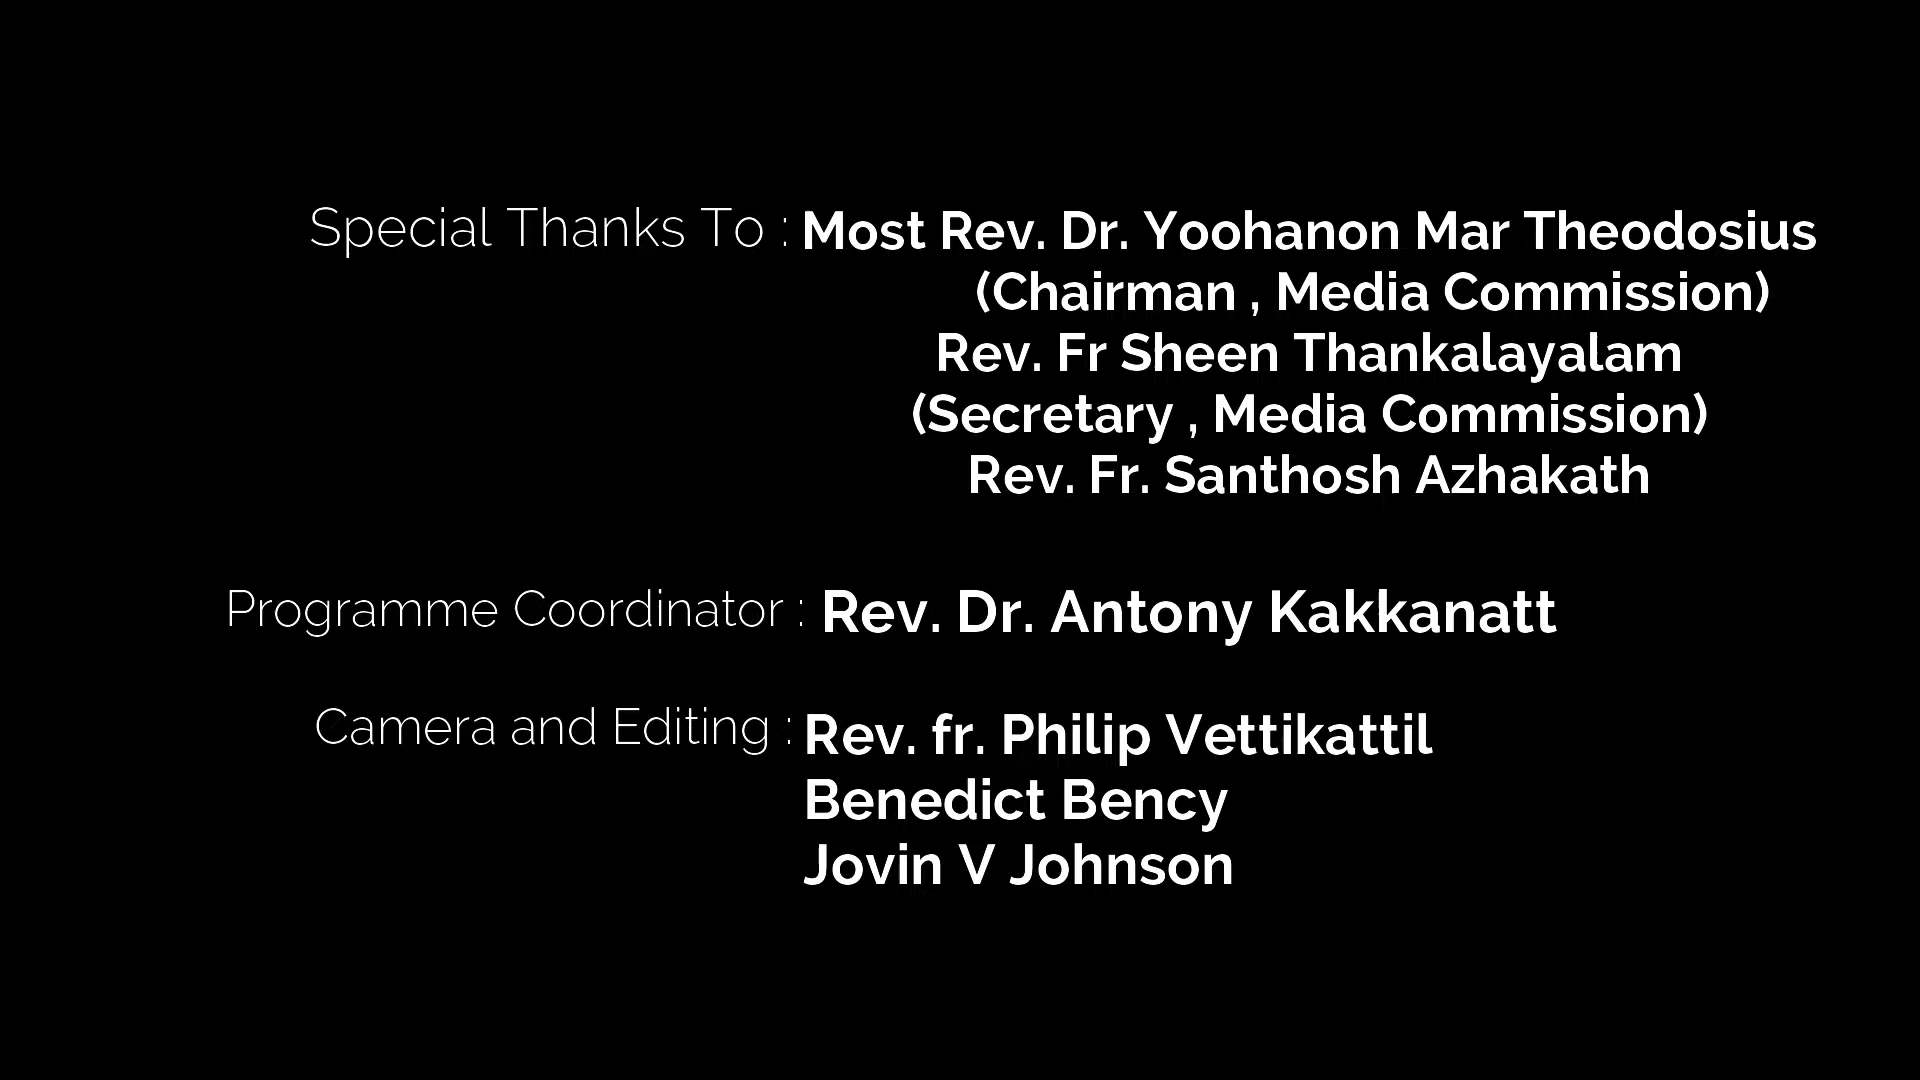 Special Thanks To : Most Rev. Dr. Yoohanon Mar Theodosius
(Chairman , Media Commission)
Rev. Fr Sheen Thankalayalam
(Secretary , Media Commission)
Rev. Fr. Santhosh Azhakath
Programme Coordinator : Rev. Dr. Antony Kakkanatt
Camera and Editing : Rev. fr. Philip Vettikattil
Benedict Bency
Jovin V Johnson